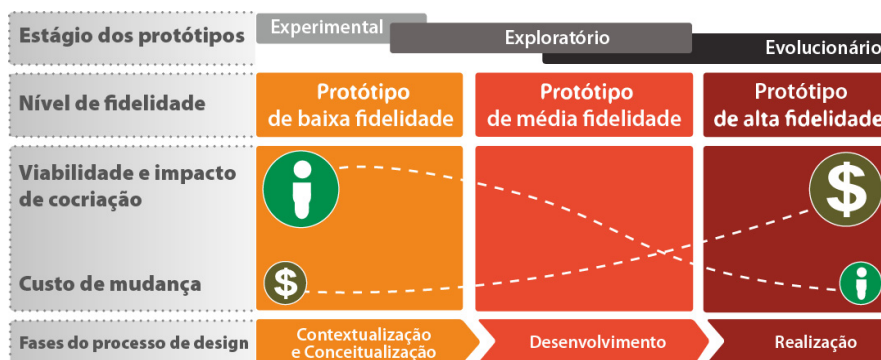 Estágio dos protótipos
Experimental
Exploratório
Evolucionário
Nível de fidelidade
Protótipo
de baixa fidelidade
Protótipo
de média fidelidade
Protótipo
de alta fidelidade
Viabilidade e impacto
de cocriação
$
Custo de mudança
$
Fases do processo de design
Contextualização
e Conceitualização
Desenvolvimento
Realização